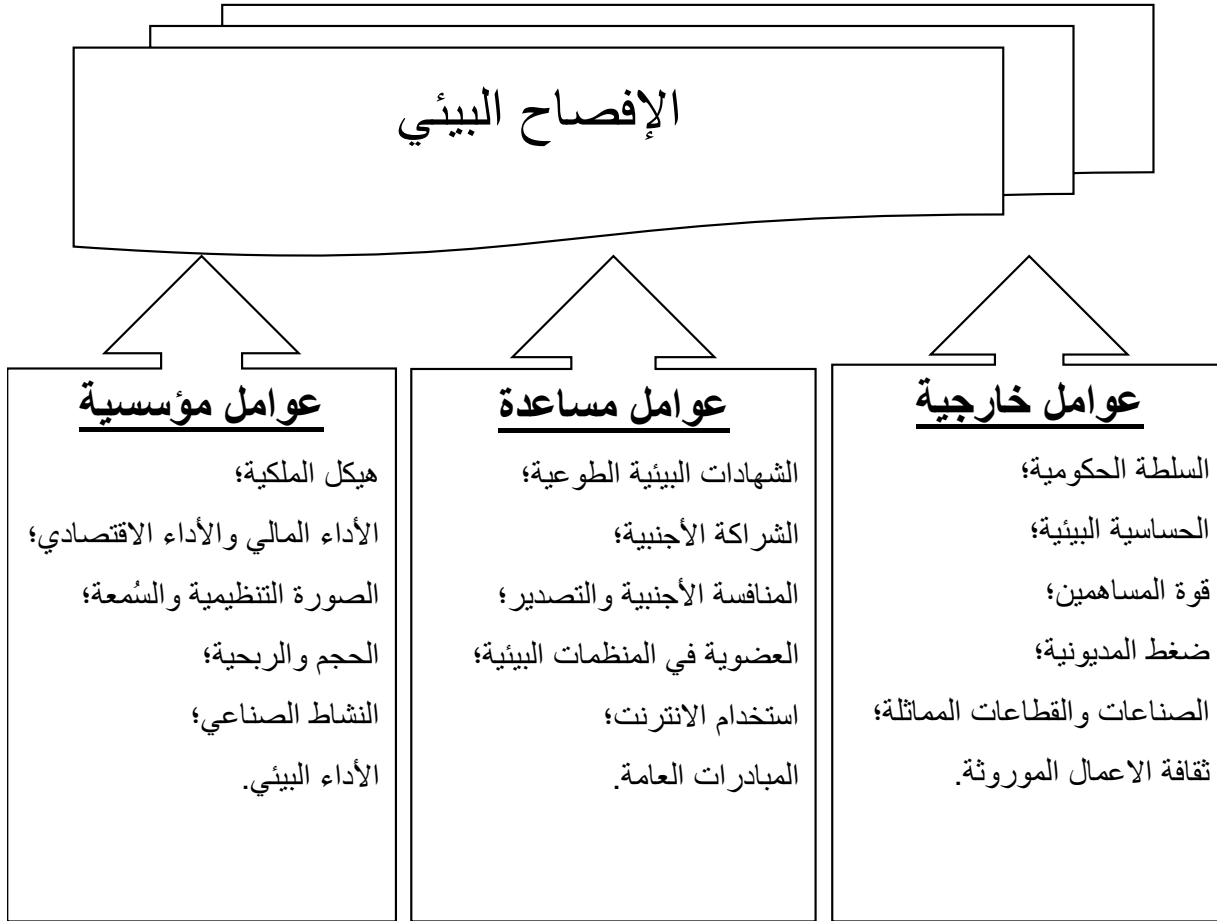 الإفصاح البيئي
عوامل خارجية
السلطة الحكومية؛
الحساسية البيئية؛
قوة المساهمين؛
ضغط المديونية؛
الصناعات والقطاعات المماثلة؛
ثقافة الاعمال الموروثة.
عوامل مساعدة
الشهادات البيئية الطوعية؛
الشراكة الأجنبية؛
المنافسة الأجنبية والتصدير؛
العضوية في المنظمات البيئية؛
استخدام الانترنت؛
المبادرات العامة.
عوامل مؤسسية
هيكل الملكية؛
الأداء المالي والأداء الاقتصادي؛
الصورة التنظيمية والسُمعة؛
الحجم والربحية؛
النشاط الصناعي؛
الأداء البيئي.